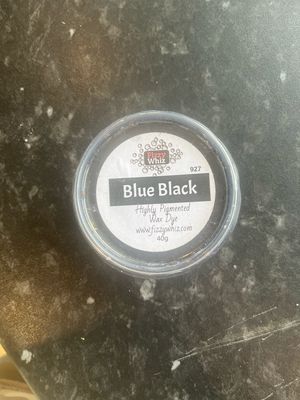 Fizzy
Whiz
927
Blue Black
Highly Pigmented
Wax Dye
www.fizzywhiz.com
40g